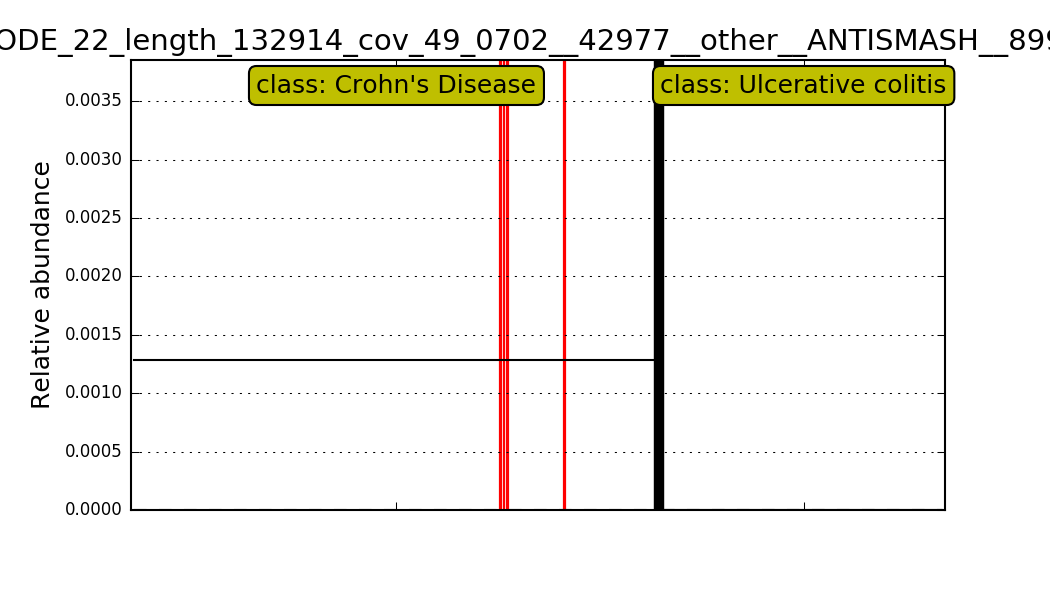 ODE_22_length_132914_cov_49_0702__42977__other__ANTISMASH__899
class: Crohn's Disease
class: Ulcerative colitis
Relative abundance
0.0035
0.0030
0.0025
0.0020
0.0015
0.0010
0.0005
0.0000